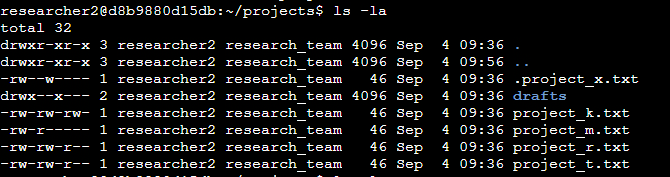 researcher2@d8b9880d15db:~/projects$ ls -la
total 32
drwxr-xr-x 3 researcher2 research_team 4096 Sep  4 09:36 .
drwxr-xr-x 3 researcher2 research_team 4096 Sep  4 09:56 ..
-rw--w---- 1 researcher2 research_team   46 Sep  4 09:36 .project_x.txt
drwx--x--- 2 researcher2 research_team 4096 Sep  4 09:36 drafts
-rw-rw-rw- 1 researcher2 research_team   46 Sep  4 09:36 project_k.txt
-rw-r----- 1 researcher2 research_team   46 Sep  4 09:36 project_m.txt
-rw-rw-r-- 1 researcher2 research_team   46 Sep  4 09:36 project_r.txt
-rw-rw-r-- 1 researcher2 research_team   46 Sep  4 09:36 project_t.txt